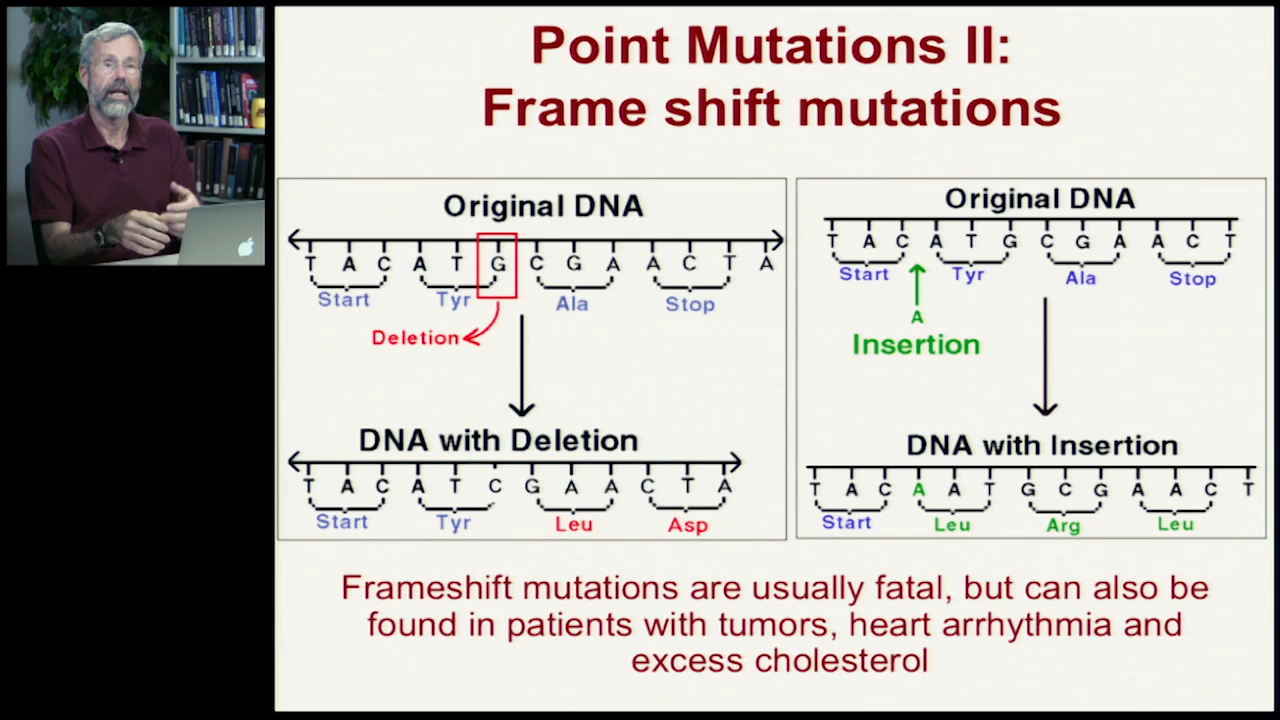 Point Mutations II:
Frame shift mutations
Original DNA
T A C A T G C G A A C T A
Start Tyr Ala Stop
Deletion
DNA with Deletion
T A C A T C G A A C T A
Start Tyr Leu Asp
Original DNA
T A C A T G C G A A C T
Start Tyr Ala Stop
A
Insertion
DNA with Insertion
T A C A A T G C G A A C T
Start Leu Arg Leu
Frameshift mutations are usually fatal, but can also be
found in patients with tumors, heart arrhythmia and
excess cholesterol